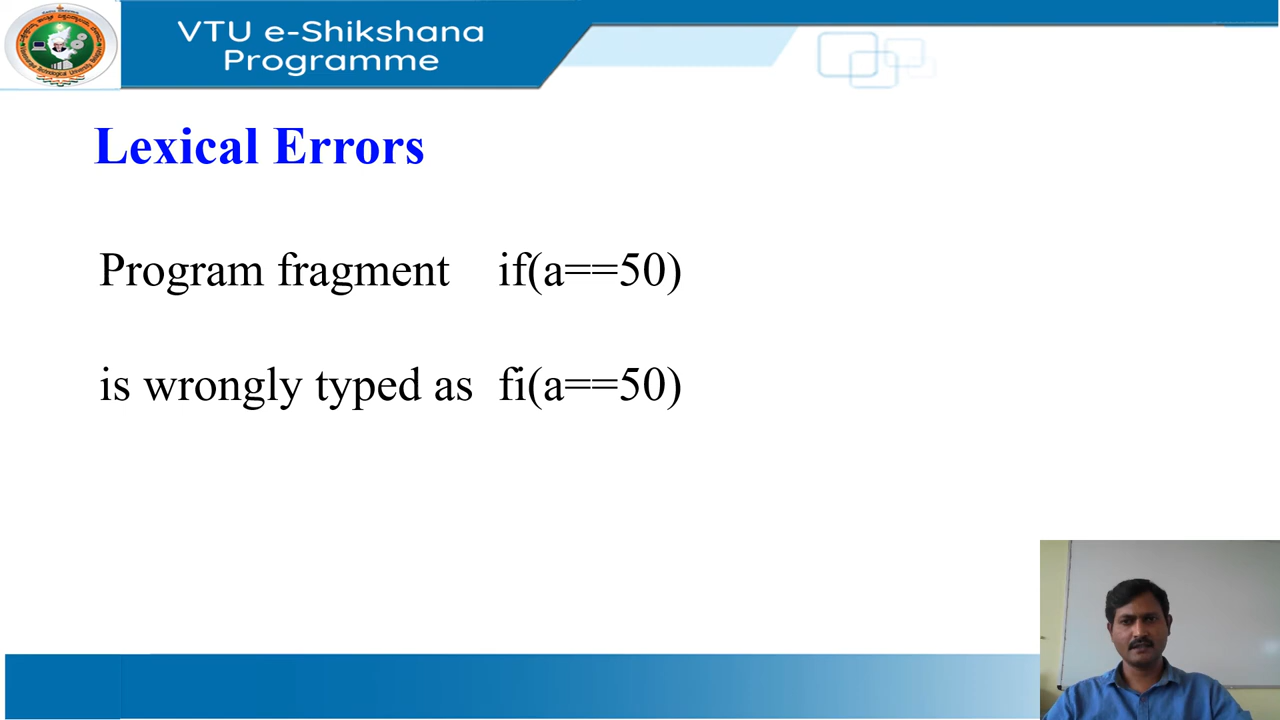 VTU e-Shikshana
Programme
Lexical Errors
Program fragment if(a==50)
is wrongly typed as fi(a==50)